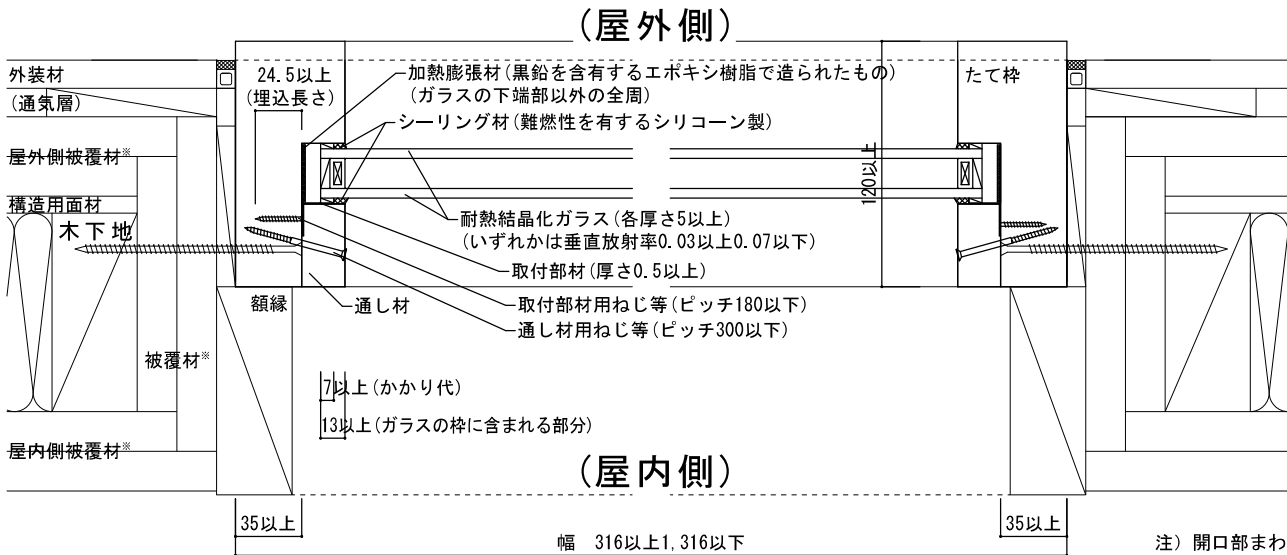 (屋外側)
外装材
(通気層)
屋外側被覆材※
構造用面材
木下地
24.5以上
(埋込長さ)
加熱膨張材(黒鉛を含有するエポキシ樹脂で造られたもの)
(ガラスの下端部以外の全周)
シーリング材(難燃性を有するシリコーン製)
たて枠
120以上
耐熱結晶化ガラス(各厚さ5以上)
(いずれかは垂直放射率0.03以上0.07以下)
取付部材(厚さ0.5以上)
額縁
通し材
取付部材用ねじ等(ピッチ180以下)
通し材用ねじ等(ピッチ300以下)
被覆材※
7以上(かかり代)
13以上(ガラスの枠に含まれる部分)
屋内側被覆材※
(屋内側)
35以上
35以上
幅 316以上1,316以下
注) 開口部まわ